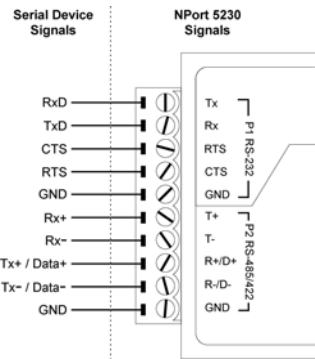 Serial Device
Signals
NPort 5230
Signals
RxD
Tx
TxD
Rx
CTS
RTS
RTS
CTS
GND
GND
P1 RS-232
Rx+
T+
Rx-
T-
Tx+ / Data+
R+/D+
Tx- / Data-
R-/D-
GND
GND
P2 RS-485/422